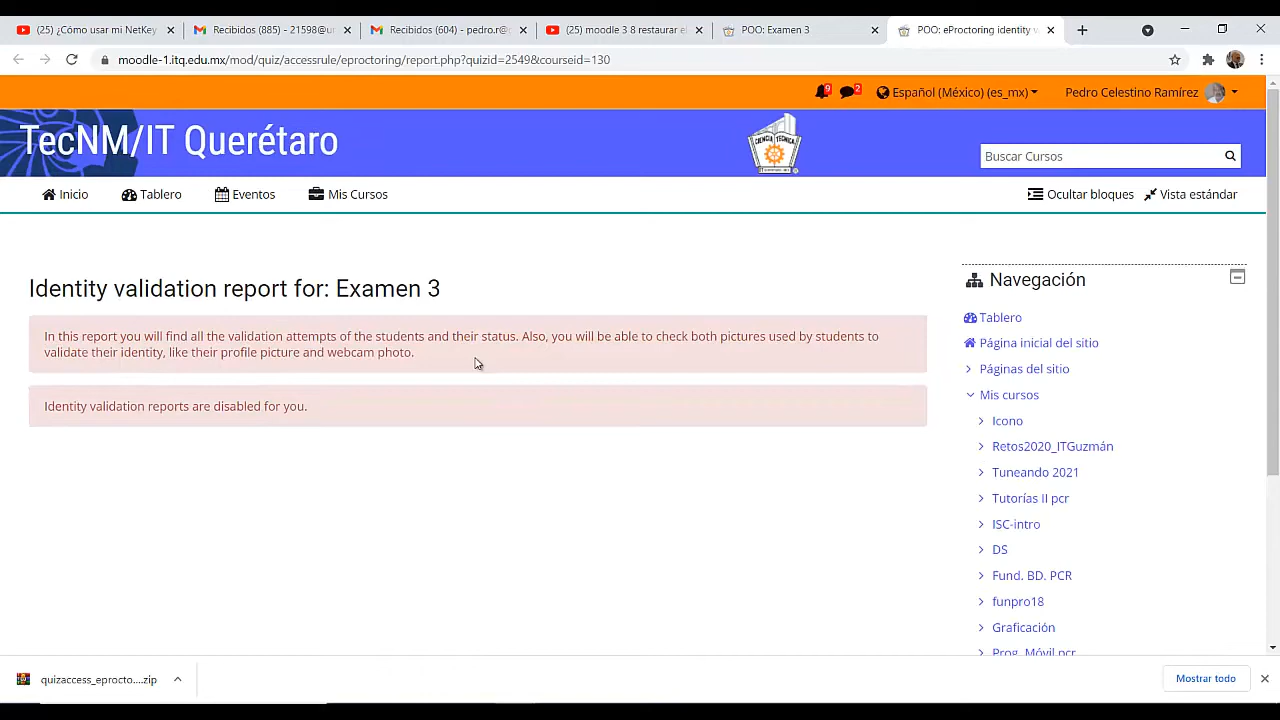 (25) ¿Cómo usar mi NetKey
Recibidos (885) - 21598@u
Recibidos (604) - pedro.r@
(25) moodle 3 8 restaurar e
POO: Examen 3
POO: eProctoring identity v
moodle-1.itq.edu.mx/mod/quiz/accessrule/eproctoring/report.php?quizid=2549&courseid=130
9
2
Español (México) (es_mx)
Pedro Celestino Ramírez
TecNM/IT Querétaro
CIENCIA TECNICA
Buscar Cursos
Inicio
Tablero
Eventos
Mis Cursos
Ocultar bloques
Vista estándar
Identity validation report for: Examen 3
In this report you will find all the validation attempts of the students and their status. Also, you will be able to check both pictures used by students to
validate their identity, like their profile picture and webcam photo.
Identity validation reports are disabled for you.
Navegación
Tablero
Página inicial del sitio
Páginas del sitio
Mis cursos
Icono
Retos2020_ITGuzmán
Tuneando 2021
Tutorías II pcr
ISC-intro
DS
Fund. BD. PCR
funpro18
Graficación
Prog. Móvil pcr
quizaccess_eprocto....zip
Mostrar todo